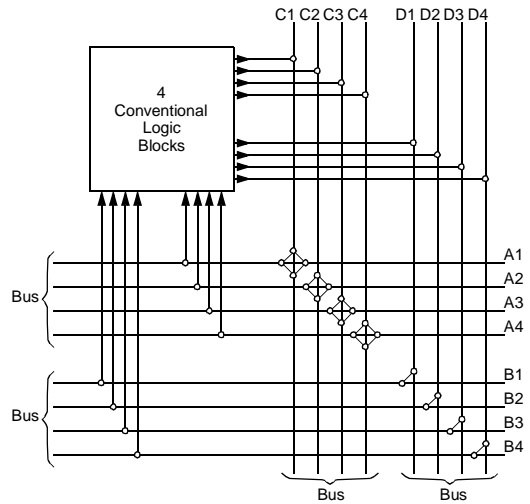 C1 C2 C3 C4 D1 D2 D3 D4
4
Conventional
Logic
Blocks
A1
A2
Bus
A3
A4
B1
Bus
B2
B3
B4
Bus
Bus